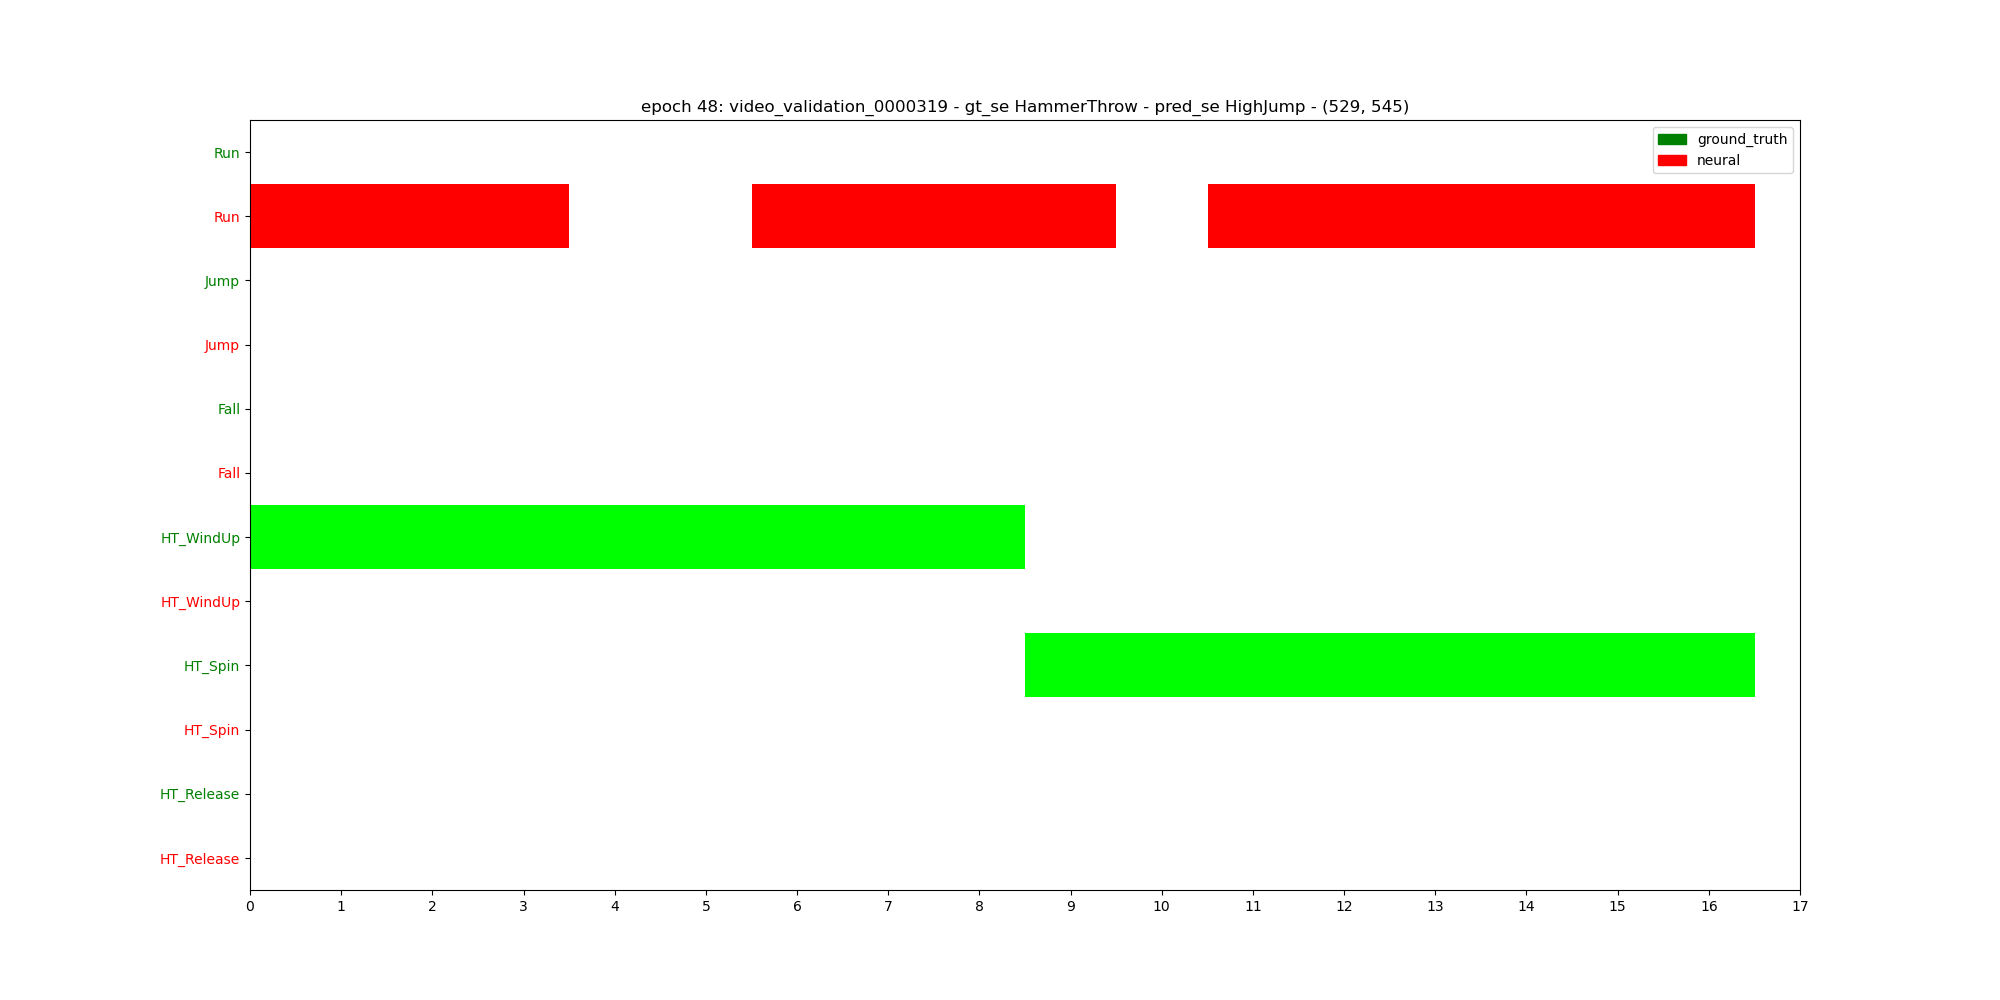 epoch 48: video_validation_0000319 - gt_se HammerThrow - pred_se HighJump - (529, 545)
ground_truth
neural
Run
Run
Jump
Jump
Fall
Fall
HT_WindUp
HT_WindUp
HT_Spin
HT_Spin
HT_Release
HT_Release
0 1 2 3 4 5 6 7 8 9 10 11 12 13 14 15 16 17